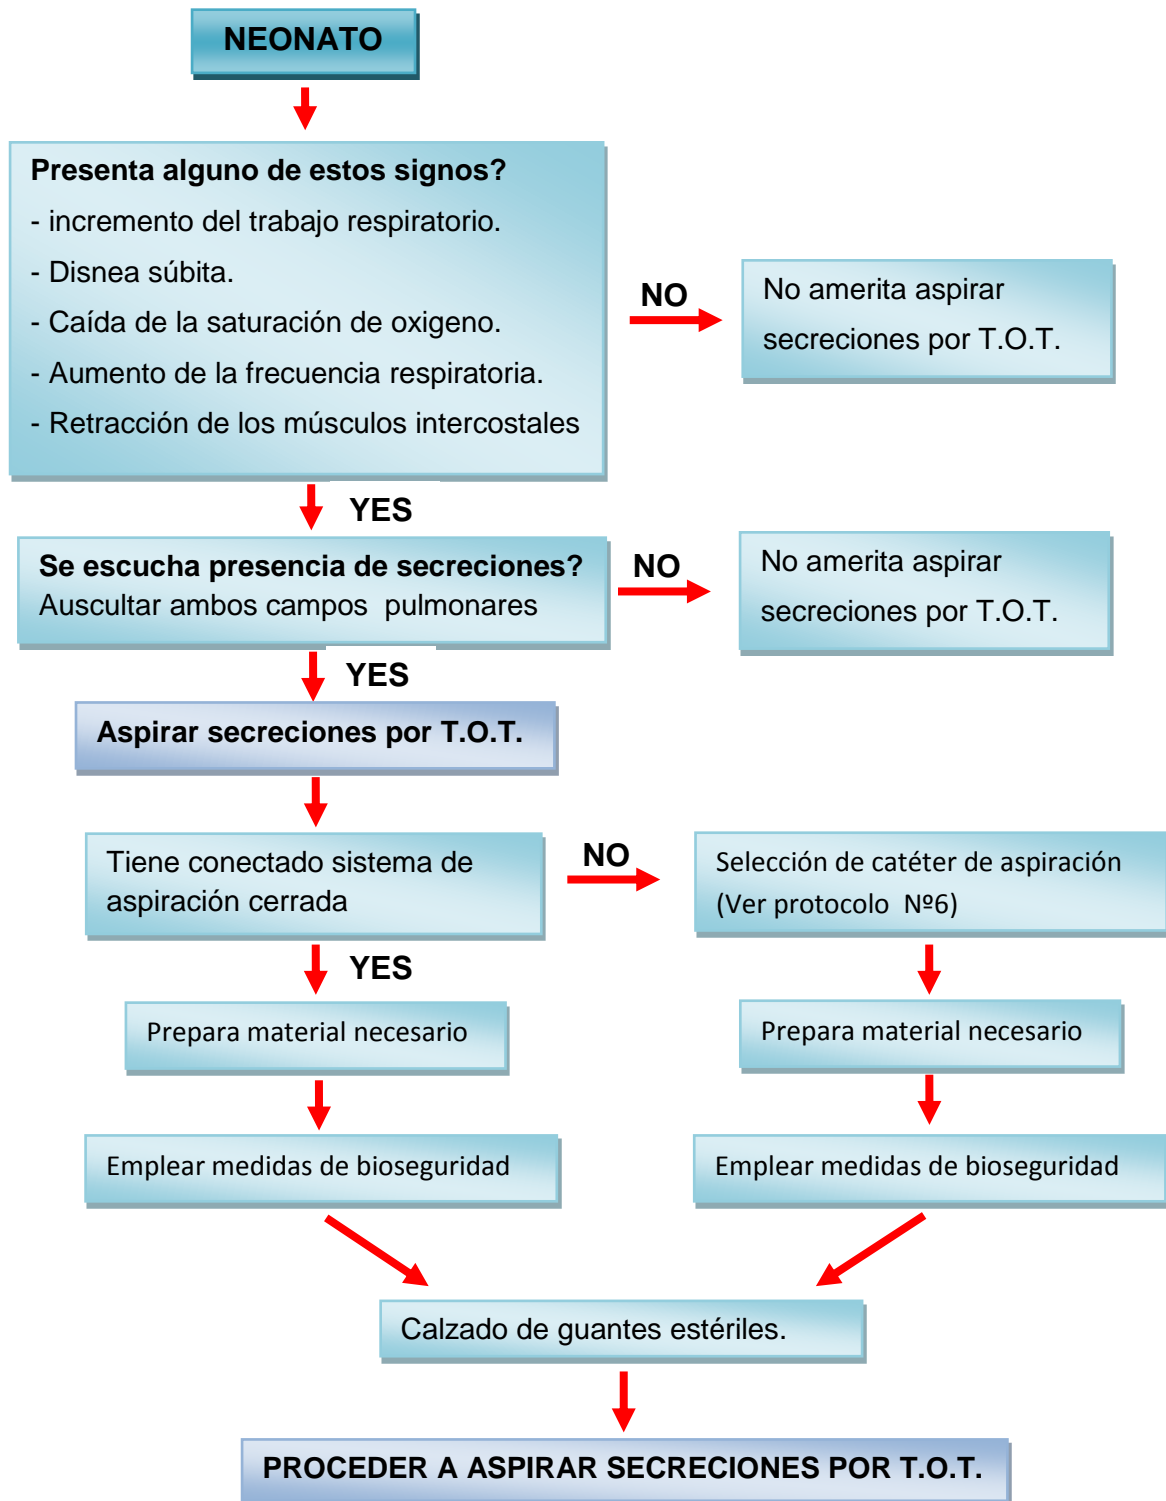 NEONATO
Presenta alguno de estos signos?
- incremento del trabajo respiratorio.
- Disnea súbita.
- Caída de la saturación de oxigeno.
- Aumento de la frecuencia respiratoria.
- Retracción de los músculos intercostales
NO
No amerita aspirar
secreciones por T.O.T.
YES
Se escucha presencia de secreciones?
Auscultar ambos campos pulmonares
NO
No amerita aspirar
secreciones por T.O.T.
YES
Aspirar secreciones por T.O.T.
Tiene conectado sistema de
aspiración cerrada
NO
Selección de catéter de aspiración
(Ver protocolo Nº6)
YES
Prepara material necesario
Prepara material necesario
Emplear medidas de bioseguridad
Emplear medidas de bioseguridad
Calzado de guantes estériles.
PROCEDER A ASPIRAR SECRECIONES POR T.O.T.